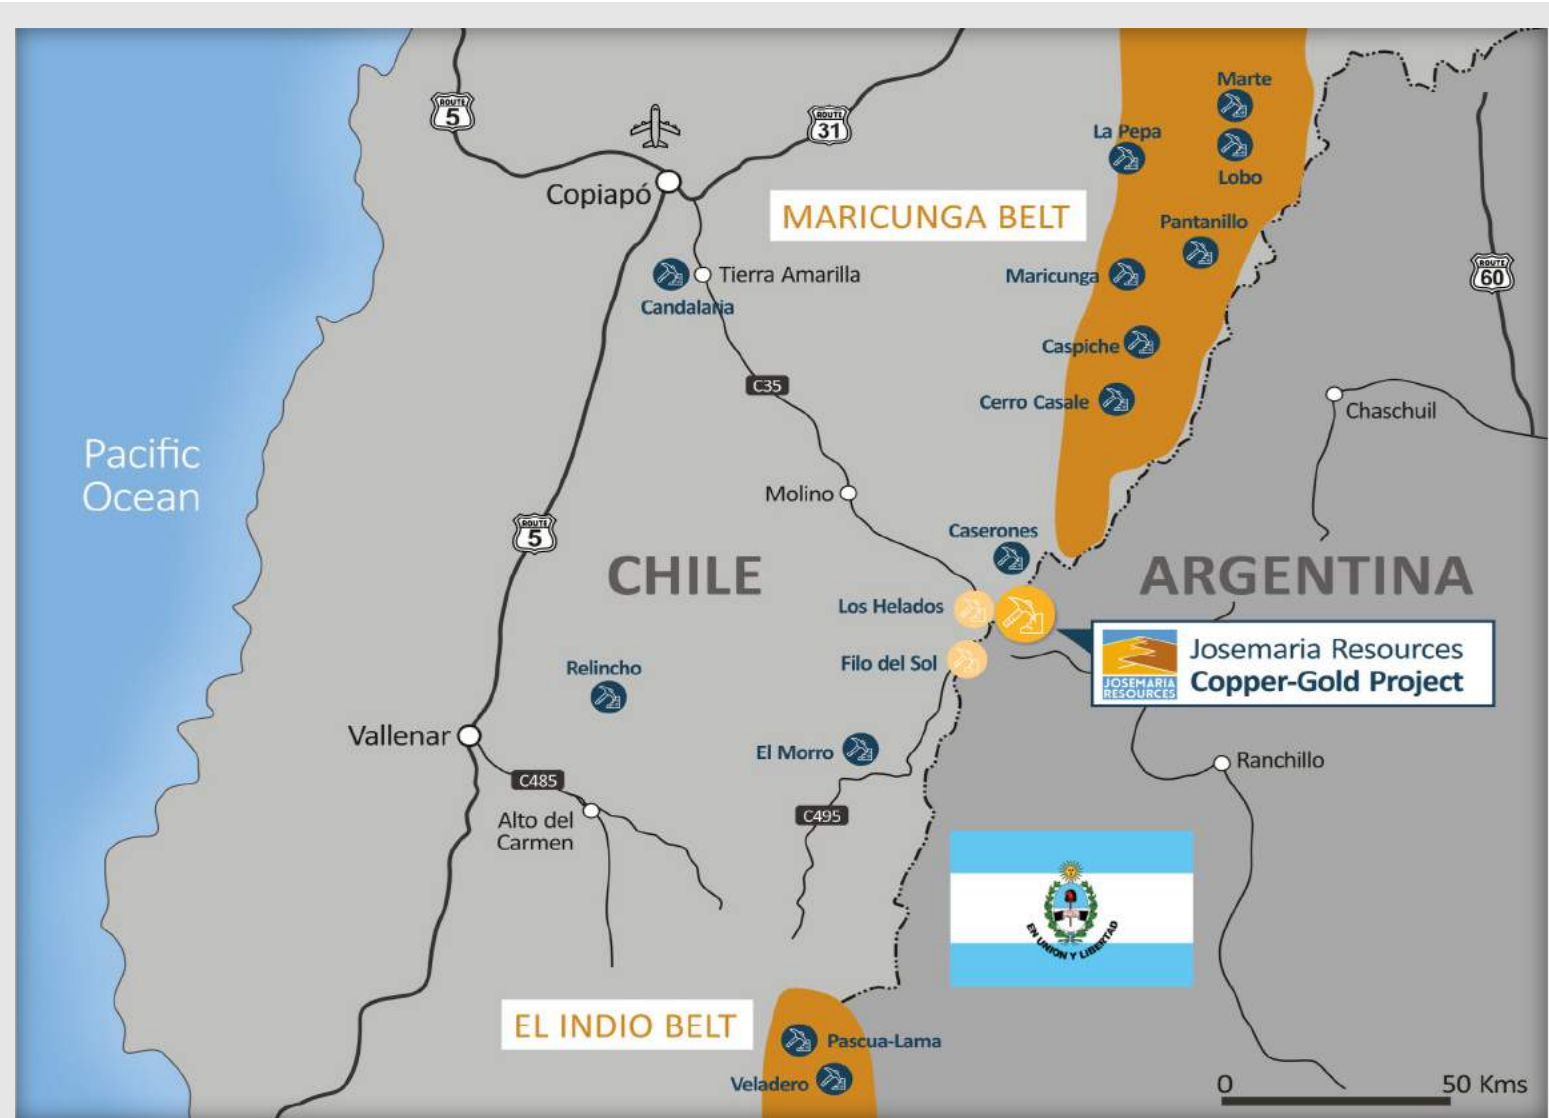 Marte
ROUTE
5
ROUTE
31
La Pepa
Lobo
Copiapó
MARICUNGA BELT
Pantanillo
ROUTE
60
Maricunga
Tierra Amarilla
Candalaria
Caspiche
C35
Cerro Casale
Chaschuil
Pacific
Ocean
Molino
ROUTE
5
Caserones
CHILE
ARGENTINA
Los Helados
Filo del Sol
JOSEMARIA
RESOURCES
Josemaria Resources
Copper-Gold Project
Relincho
Vallenar
El Morro
Ranchillo
C485
C495
Alto del
Carmen
EN UNION Y LIBERTAD
EL INDIO BELT
Pascua-Lama
Veladero
0
50 Kms